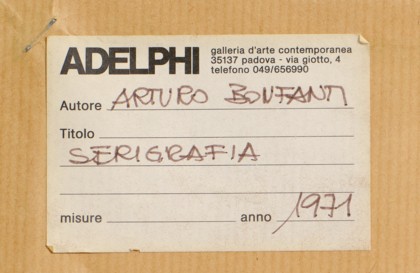 ADELPHI
galleria d'arte contemporanea
35137 padova - via giotto, 4
telefono 049/656990
Autore ARTURO BONFANTI
Titolo
SERIGRAFIA
misure anno 1971